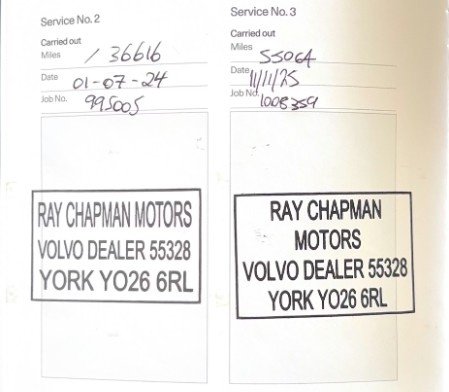 Service No. 2
Carried out
Miles / 36616
Date 01-07-24
Job No. 995005
RAY CHAPMAN MOTORS
VOLVO DEALER 55328
YORK YO26 6RL
Service No. 3
Carried out
Miles 55064
Date 11/11/25
Job No. 1008359
RAY CHAPMAN
MOTORS
VOLVO DEALER 55328
YORK YO26 6RL